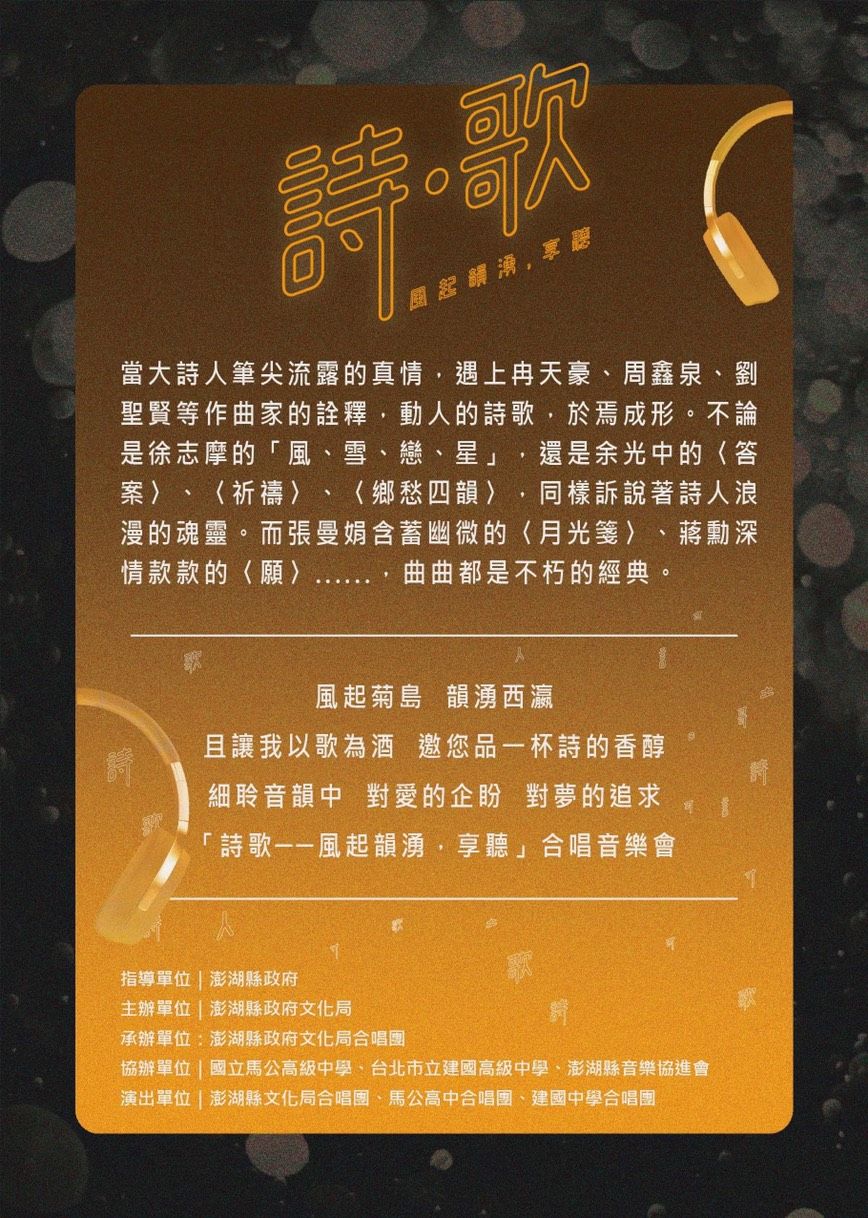 詩·歌
風起韻湧，享聽
當大詩人筆尖流露的真情，遇上冉天豪、周鑫泉、劉
聖賢等作曲家的詮釋，動人的詩歌，於焉成形。不論
是徐志摩的「風、雪、戀、星」，還是余光中的〈答
案〉、〈祈禱〉、〈鄉愁四韻〉，同樣訴說著詩人浪
漫的魂靈。而張曼娟含蓄幽微的〈月光箋〉、蔣勳深
情款款的〈願〉……，曲曲都是不朽的經典。
歌
人
風起菊島 韻湧西瀛
且讓我以歌為酒 邀您品一杯詩的香醇
詩
詩
細聆音韻中 對愛的企盼 對夢的追求
歌
「詩歌——風起韻湧，享聽」合唱音樂會
詩
人
歌
歌
指導單位｜澎湖縣政府
歌
主辦單位｜澎湖縣政府文化局
詩
承辦單位：澎湖縣政府文化局合唱團
協辦單位｜國立馬公高級中學、台北市立建國高級中學、澎湖縣音樂協進會
演出單位｜澎湖縣文化局合唱團、馬公高中合唱團、建國中學合唱團